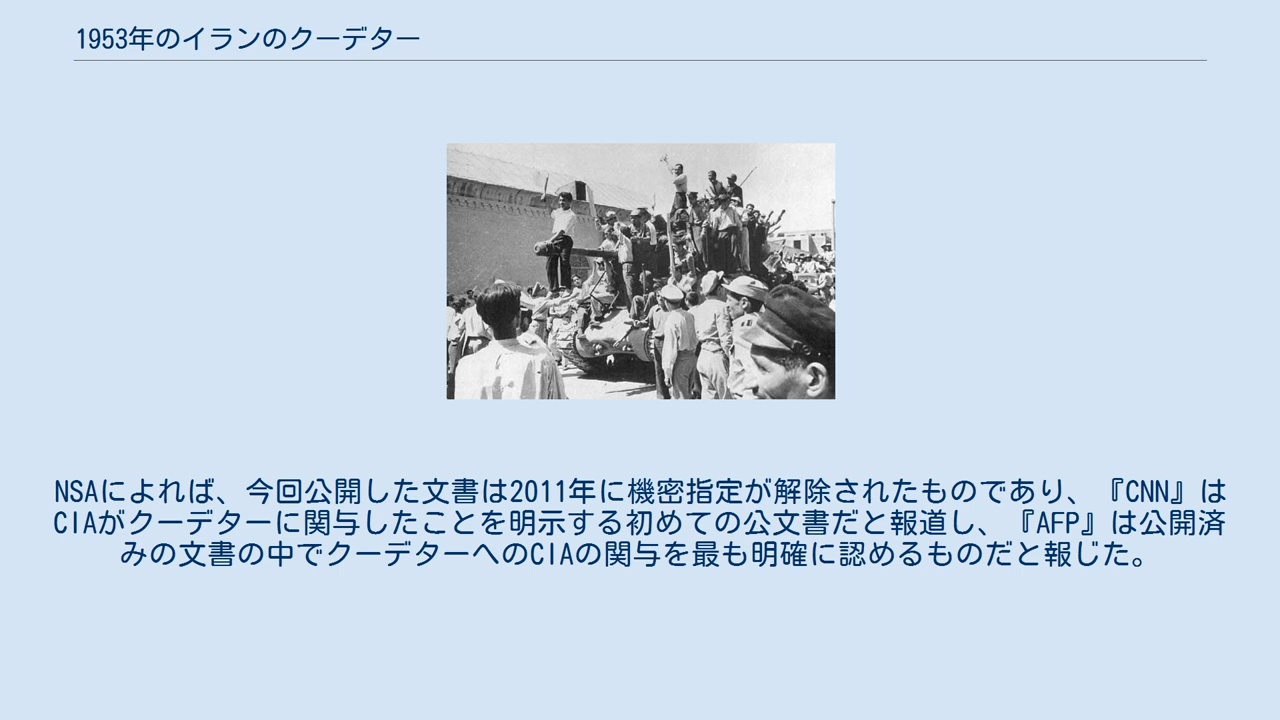 1953年のイランのクーデター
NSAによれば、今回公開した文書は2011年に機密指定が解除されたものであり、『CNN』は
CIAがクーデターに関与したことを明示する初めての公文書だと報道し、『AFP』は公開済
みの文書の中でクーデターへのCIAの関与を最も明確に認めるものだと報じた。